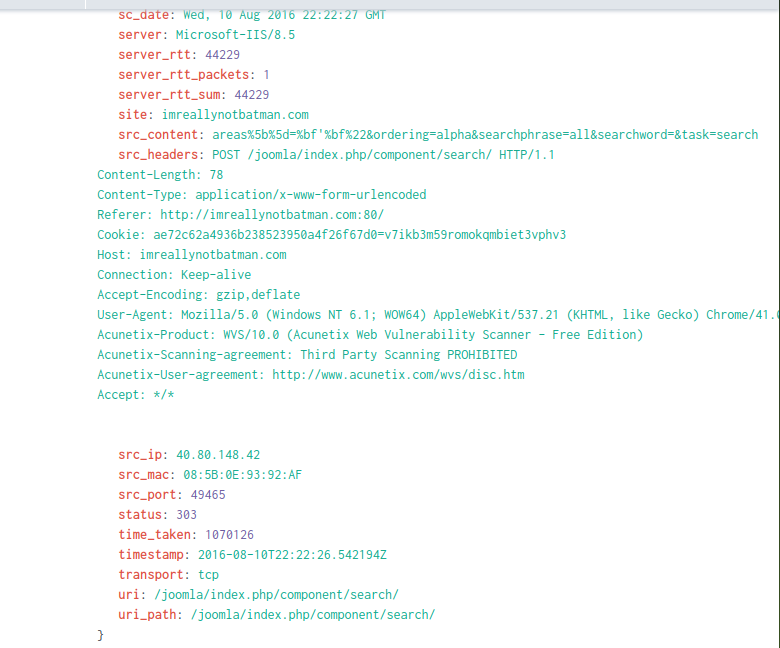 sc_date: Wed, 10 Aug 2016 22:22:27 GMT
server: Microsoft-IIS/8.5
server_rtt: 44229
server_rtt_packets: 1
server_rtt_sum: 44229
site: imreallynotbatman.com
src_content: areas%5b%5d=%bf'%bf%22&ordering=alpha&searchphrase=all&searchword=&task=search
src_headers: POST /joomla/index.php/component/search/ HTTP/1.1
Content-Length: 78
Content-Type: application/x-www-form-urlencoded
Referer: http://imreallynotbatman.com:80/
Cookie: ae72c62a4936b238523950a4f26f67d0=v7ikb3m59romokqmbiet3vphv3
Host: imreallynotbatman.com
Connection: Keep-alive
Accept-Encoding: gzip,deflate
User-Agent: Mozilla/5.0 (Windows NT 6.1; WOW64) AppleWebKit/537.21 (KHTML, like Gecko) Chrome/41.0
Acunetix-Product: WVS/10.0 (Acunetix Web Vulnerability Scanner - Free Edition)
Acunetix-Scanning-agreement: Third Party Scanning PROHIBITED
Acunetix-User-agreement: http://www.acunetix.com/wvs/disc.htm
Accept: */*
src_ip: 40.80.148.42
src_mac: 08:5B:0E:93:92:AF
src_port: 49465
status: 303
time_taken: 1070126
timestamp: 2016-08-10T22:22:26.542194Z
transport: tcp
uri: /joomla/index.php/component/search/
uri_path: /joomla/index.php/component/search/
}